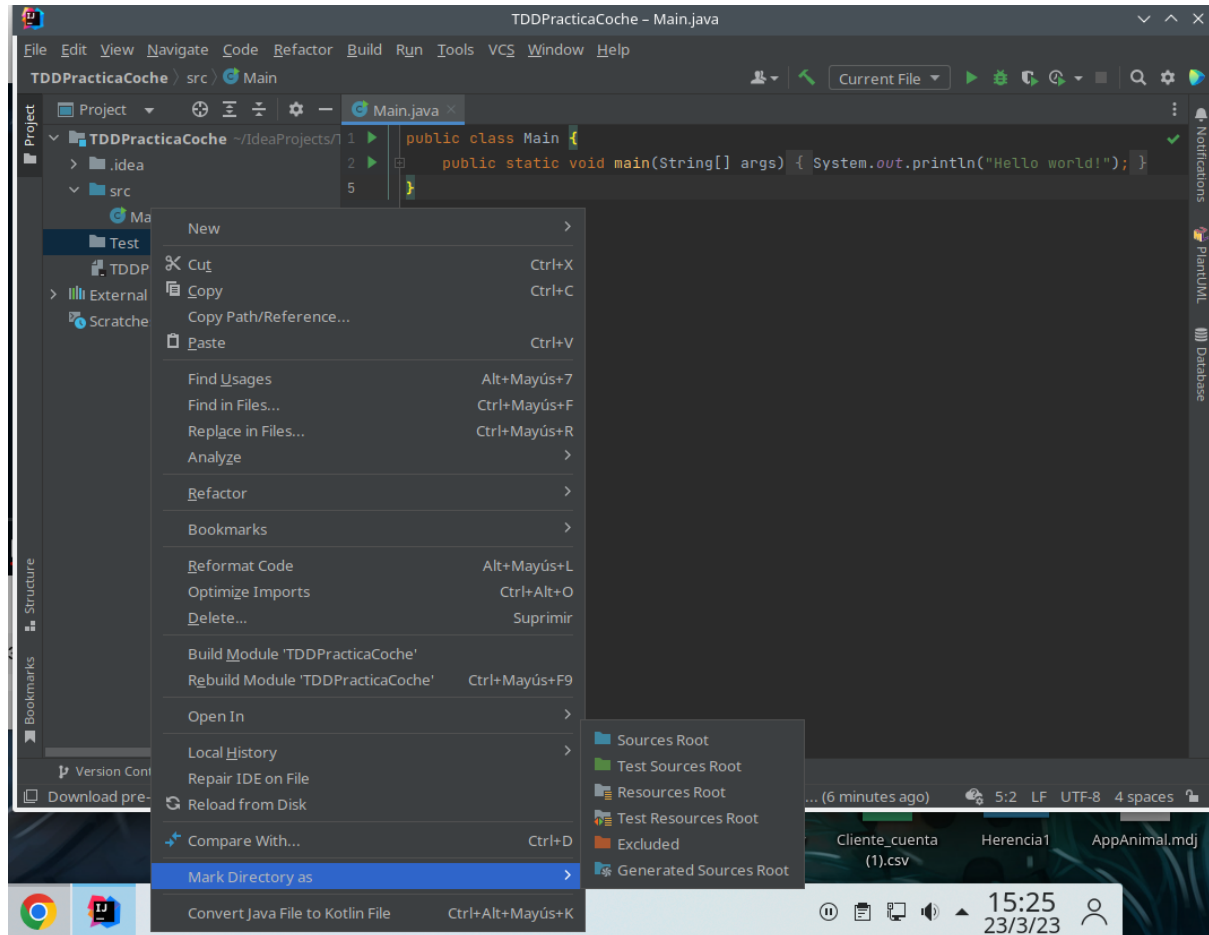 TDDPracticaCoche – Main.java
File Edit View Navigate Code Refactor Build Run Tools VCS Window Help
TDDPracticaCoche src Main
Current File
Project
Main.java
Project
TDDPracticaCoche ~/IdeaProjects/
.idea
src
Ma
Test
TDDP
External
Scratche
1 public class Main {
2 public static void main(String[] args) { System.out.println("Hello world!"); }
5 }
Notifications
PlantUML
Database
Structure
Bookmarks
New
Cut Ctrl+X
Copy Ctrl+C
Copy Path/Reference...
Paste Ctrl+V
Find Usages Alt+Mayús+7
Find in Files... Ctrl+Mayús+F
Replace in Files... Ctrl+Mayús+R
Analyze
Refactor
Bookmarks
Reformat Code Alt+Mayús+L
Optimize Imports Ctrl+Alt+O
Delete... Suprimir
Build Module 'TDDPracticaCoche'
Rebuild Module 'TDDPracticaCoche' Ctrl+Mayús+F9
Open In
Local History
Repair IDE on File
Reload from Disk
Compare With... Ctrl+D
Mark Directory as
Convert Java File to Kotlin File Ctrl+Alt+Mayús+K
Sources Root
Test Sources Root
Resources Root
Test Resources Root
Excluded
Generated Sources Root
Version Cont
Download pre-
... (6 minutes ago) 5:2 LF UTF-8 4 spaces
Cliente_cuenta
(1).csv
Herencia1
AppAnimal.mdj
15:25
23/3/23